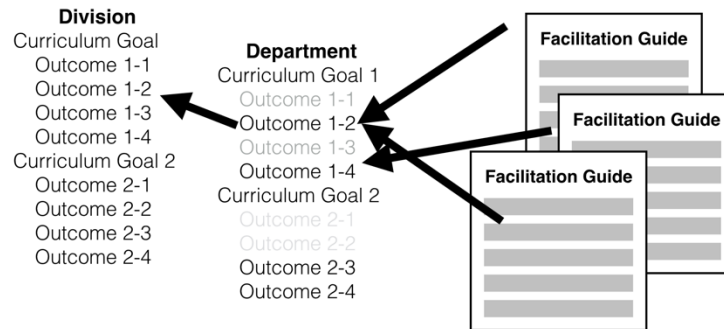 Division
Curriculum Goal
Outcome 1-1
Outcome 1-2
Outcome 1-3
Outcome 1-4
Curriculum Goal 2
Outcome 2-1
Outcome 2-2
Outcome 2-3
Outcome 2-4
Department
Curriculum Goal 1
Outcome 1-1
Outcome 1-2
Outcome 1-3
Outcome 1-4
Curriculum Goal 2
Outcome 2-1
Outcome 2-2
Outcome 2-3
Outcome 2-4
Facilitation Guide
Facilitation Guide
Facilitation Guide